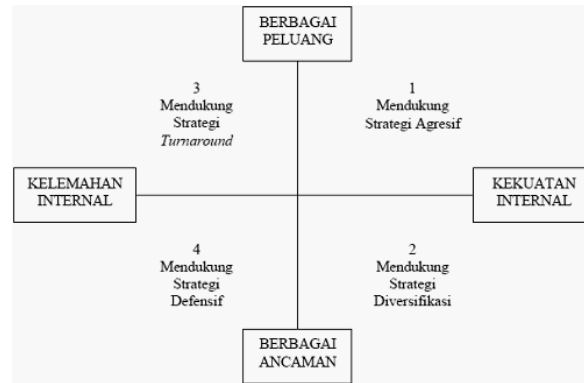 BERBAGAI
PELUANG
3
Mendukung
Strategi
Turnaround
1
Mendukung
Strategi Agresif
KELEMAHAN
INTERNAL
KEKUATAN
INTERNAL
4
Mendukung
Strategi
Defensif
2
Mendukung
Strategi
Diversifikasi
BERBAGAI
ANCAMAN